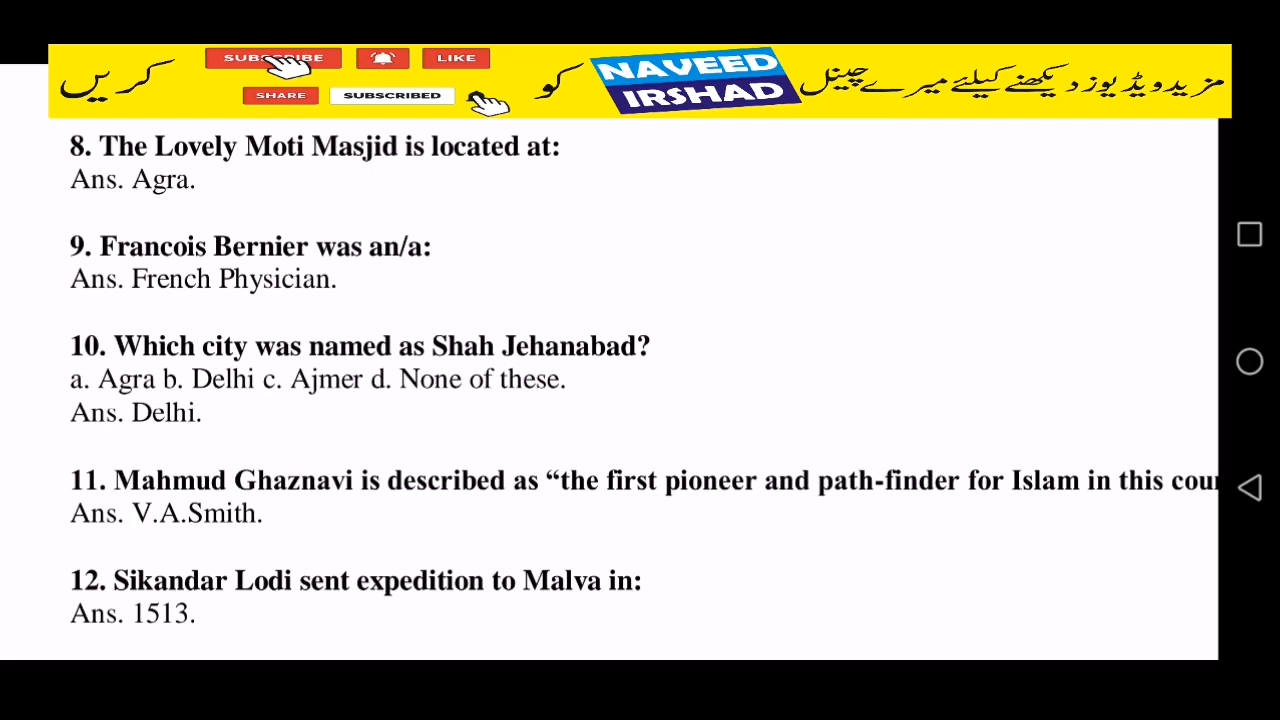 مزید ویڈیوز دیکھنے کیلئے میرے چینل NAVEED IRSHAD کو SUBSCRIBE LIKE کریں
SHARE SUBSCRIBED
8. The Lovely Moti Masjid is located at:
Ans. Agra.
9. Francois Bernier was an/a:
Ans. French Physician.
10. Which city was named as Shah Jehanabad?
a. Agra b. Delhi c. Ajmer d. None of these.
Ans. Delhi.
11. Mahmud Ghaznavi is described as “the first pioneer and path-finder for Islam in this
Ans. V.A.Smith.
12. Sikandar Lodi sent expedition to Malva in:
Ans. 1513.